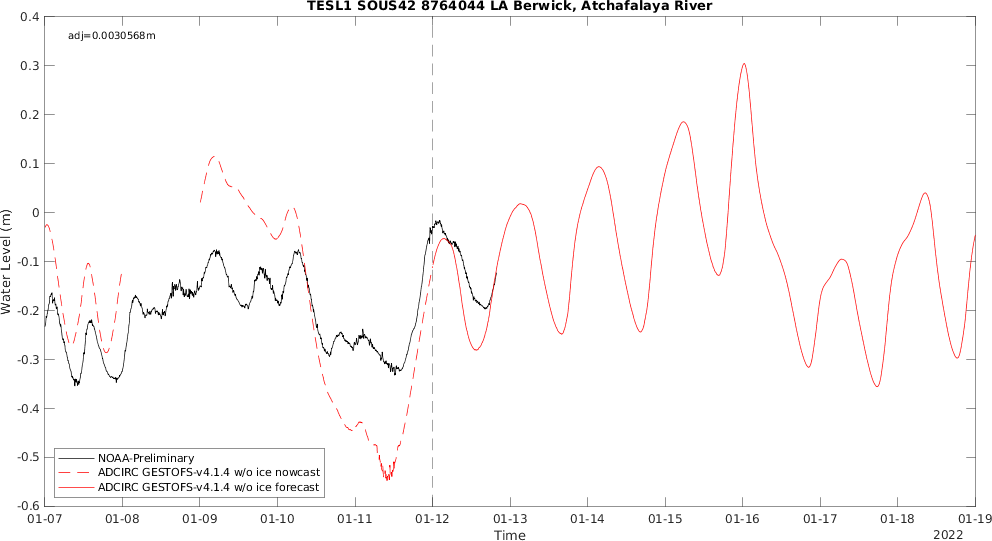 TESL1 SOUS42 8764044 LA Berwick, Atchafalaya River
adj=0.0030568m
0.4
0.3
0.2
0.1
0
-0.1
-0.2
-0.3
-0.4
-0.5
-0.6
Water Level (m)
NOAA-Preliminary
ADCIRC GESTOFS-v4.1.4 w/o ice nowcast
ADCIRC GESTOFS-v4.1.4 w/o ice forecast
01-07 01-08 01-09 01-10 01-11 01-12 01-13 01-14 01-15 01-16 01-17 01-18 01-19
Time
2022